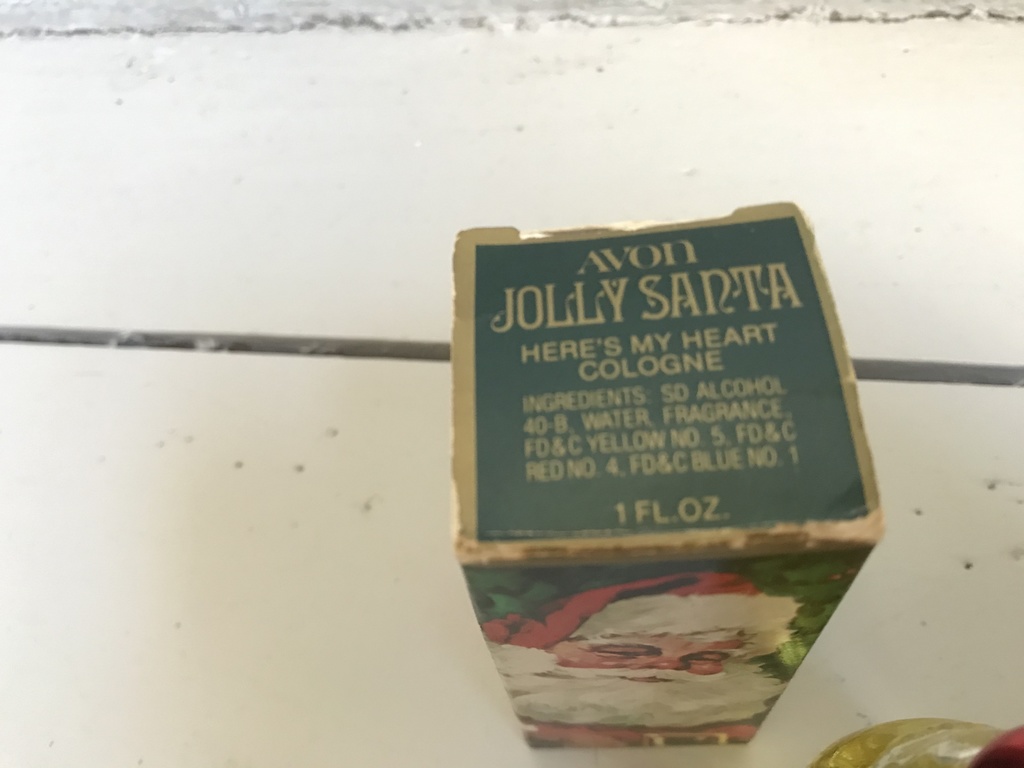 AVON
JOLLY SANTA
HERE'S MY HEART
COLOGNE
INGREDIENTS: SD ALCOHOL
40-B, WATER, FRAGRANCE,
FD&C YELLOW NO. 5, FD&C
RED NO. 4, FD&C BLUE NO. 1
1 FL.OZ.